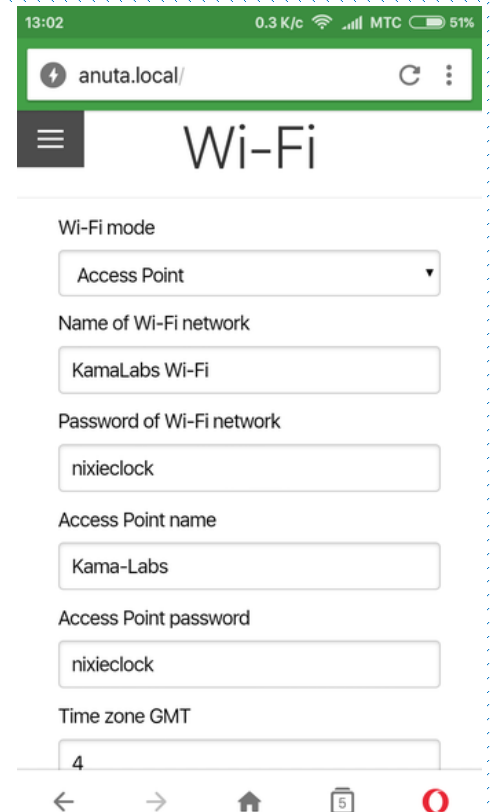 13:02 0.3 K/c МТС 51%
anuta.local/
Wi-Fi
Wi-Fi mode
Access Point
Name of Wi-Fi network
KamaLabs Wi-Fi
Password of Wi-Fi network
nixieclock
Access Point name
Kama-Labs
Access Point password
nixieclock
Time zone GMT
4
5